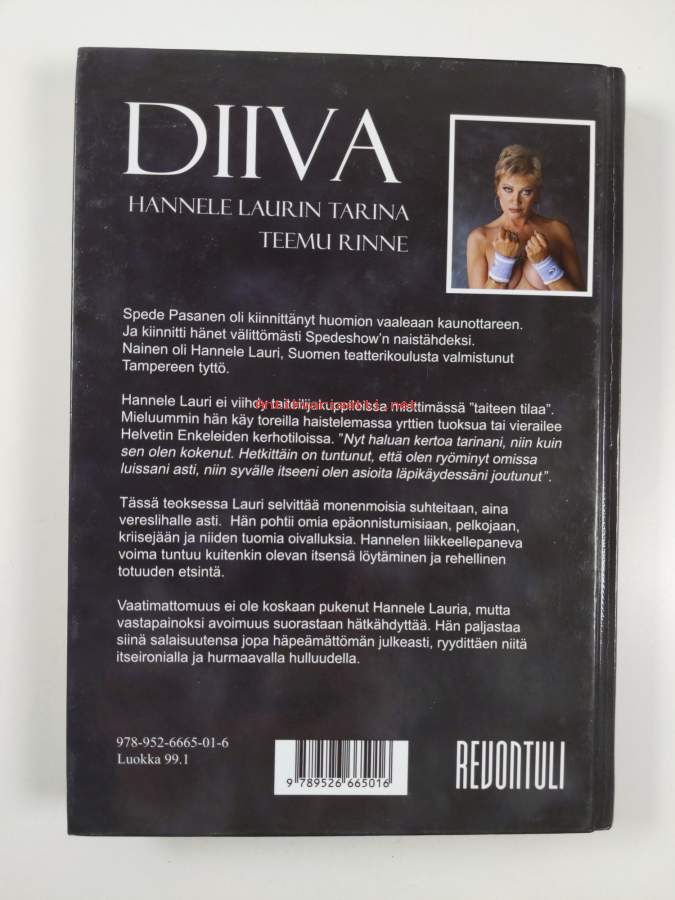 DIIVA
HANNELE LAURIN TARINA
TEEMU RINNE
Spede Pasanen oli kiinnittänyt huomion vaaleaan kaunottareen.
Ja kiinnitti hänet välittömästi Spedeshow'n naistähdeksi.
Nainen oli Hannele Lauri, Suomen teatterikoulusta valmistunut
Tampereen tyttö.
Hannele Lauri ei viihdy taiteilijakuppiloissa miettimässä "taiteen tilaa".
Mieluummin hän käy toreilla haistelemassa yrttien tuoksua tai vierailee
Helvetin Enkeleiden kerhotiloissa. "Nyt haluan kertoa tarinani, niin kuin
sen olen kokenut. Hetkittäin on tuntunut, että olen ryöminyt omissa
luissani asti, niin syvälle itseeni olen asioita läpikäydessäni joutunut".
Tässä teoksessa Lauri selvittää monenmoisia suhteitaan, aina
vereslihalle asti. Hän pohtii omia epäonnistumisiaan, pelkojaan,
kriisejään ja niiden tuomia oivalluksia. Hannelen liikkeellepaneva
voima tuntuu kuitenkin olevan itsensä löytäminen ja rehellinen
totuuden etsintä.
Vaatimattomuus ei ole koskaan pukenut Hannele Lauria, mutta
vastapainoksi avoimuus suorastaan hätkähdyttää. Hän paljastaa
siinä salaisuutensa jopa häpeämättömän julkeasti, ryydittäen niitä
itseironialla ja hurmaavalla hulluudella.
978-952-6665-01-6
Luokka 99.1
9 789526 665016
REVONTULI